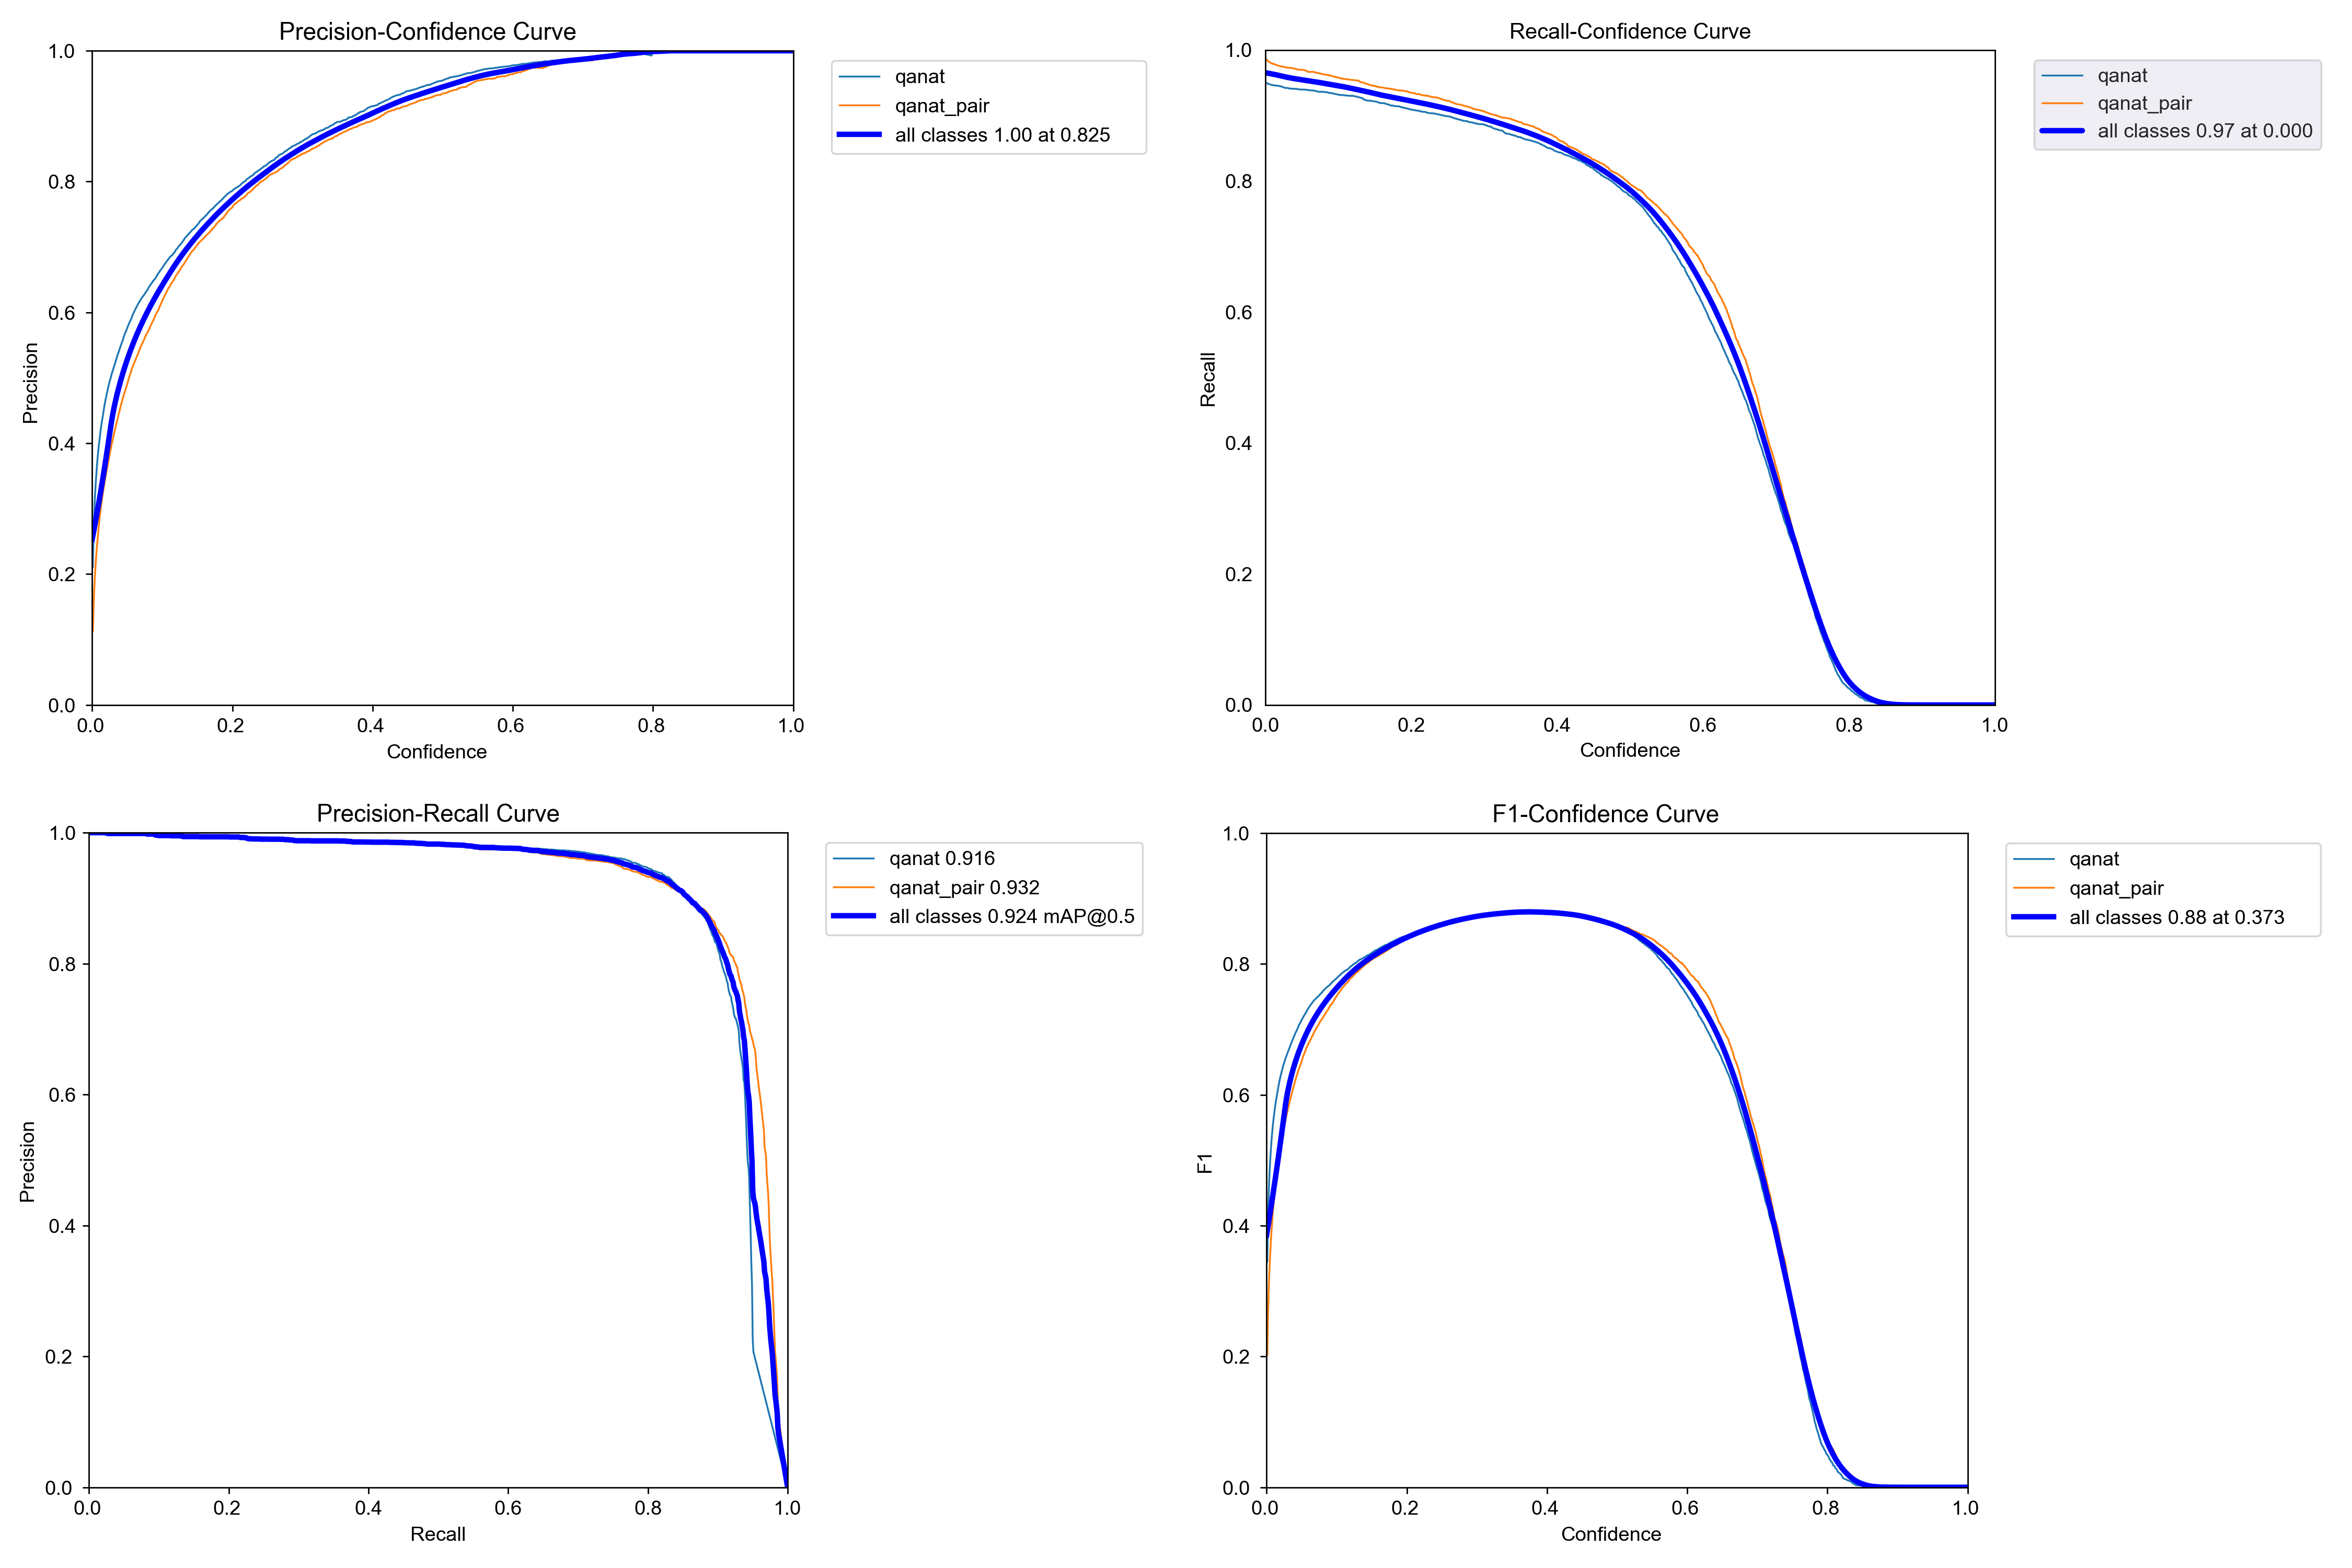 Precision-Confidence Curve
1.0
0.8
0.6
0.4
0.2
0.0
Precision
0.0 0.2 0.4 0.6 0.8 1.0
Confidence
qanat
qanat_pair
all classes 1.00 at 0.825
Recall-Confidence Curve
1.0
0.8
0.6
0.4
0.2
0.0
Recall
0.0 0.2 0.4 0.6 0.8 1.0
Confidence
qanat
qanat_pair
all classes 0.97 at 0.000
Precision-Recall Curve
1.0
0.8
0.6
0.4
0.2
0.0
Precision
0.0 0.2 0.4 0.6 0.8 1.0
Recall
qanat 0.916
qanat_pair 0.932
all classes 0.924 mAP@0.5
F1-Confidence Curve
1.0
0.8
0.6
0.4
0.2
0.0
F1
0.0 0.2 0.4 0.6 0.8 1.0
Confidence
qanat
qanat_pair
all classes 0.88 at 0.373